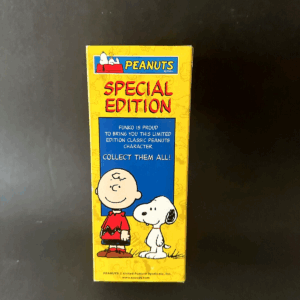 PEANUTS
SPECIAL
EDITION
FUNKO IS PROUD
TO BRING YOU THIS LIMITED
EDITION CLASSIC PEANUTS
CHARACTER.
COLLECT THEM ALL!